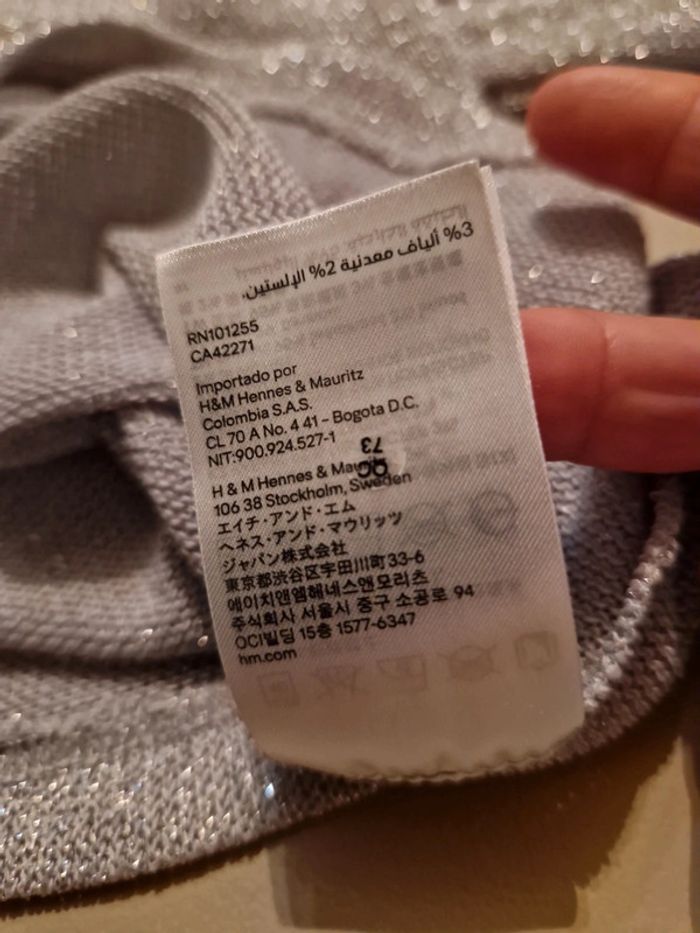 3% ألياف معدنية 2% الإلستين.
RN101255
CA42271
Importado por
H&M Hennes & Mauritz
Colombia S.A.S.
CL 70 A No. 4 41 – Bogota D.C.
NIT:900.924.527-1
QC
73
H & M Hennes & Mauritz
106 38 Stockholm, Sweden
エイチ・アンド・エム
ヘネス・アンド・マウリッツ
ジャパン株式会社
東京都渋谷区宇田川町33-6
에이치앤엠헤네스앤모리츠
주식회사 서울시 중구 소공로 94
OCI빌딩 15층 1577-6347
hm.com